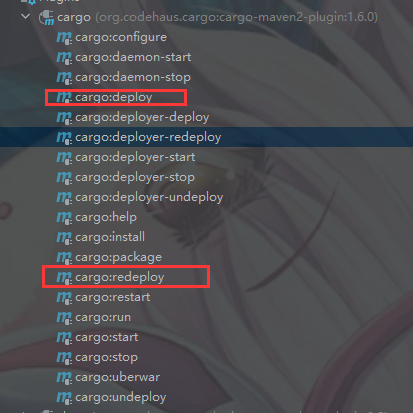 cargo (org.codehaus.cargo:cargo-maven2-plugin:1.6.0)
cargo:configure
cargo:daemon-start
cargo:daemon-stop
cargo:deploy
cargo:deployer-deploy
cargo:deployer-redeploy
cargo:deployer-start
cargo:deployer-stop
cargo:deployer-undeploy
cargo:help
cargo:install
cargo:package
cargo:redeploy
cargo:restart
cargo:run
cargo:start
cargo:stop
cargo:uberwar
cargo:undeploy